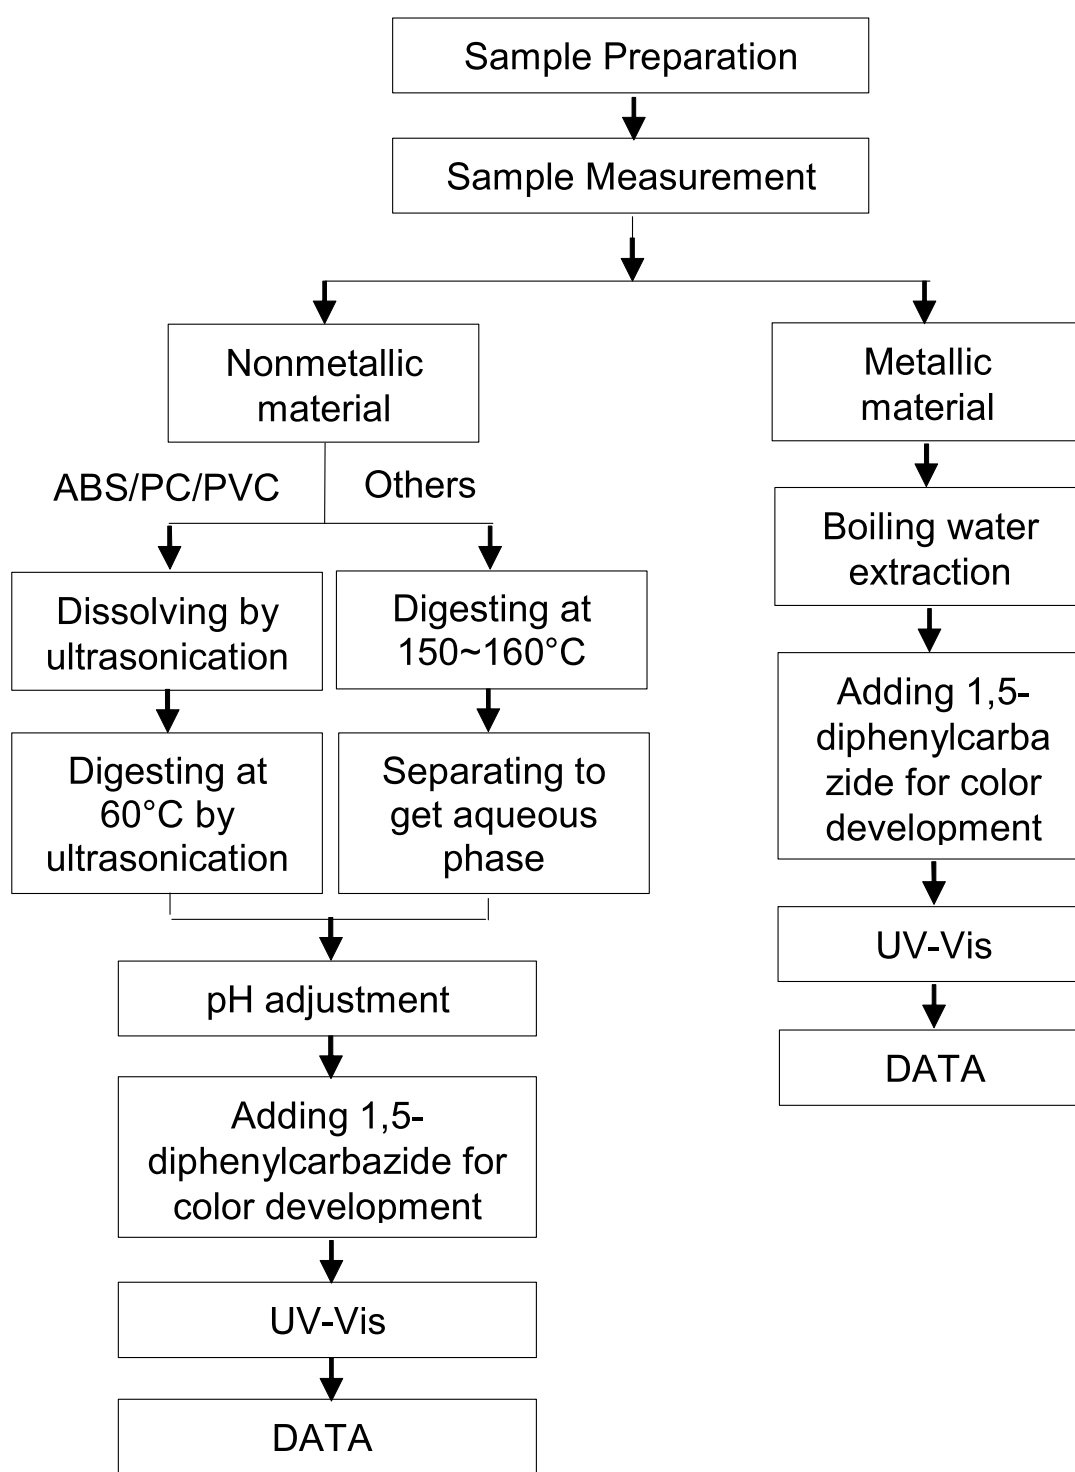 Sample Preparation
Sample Measurement
Nonmetallic
material
ABS/PC/PVC
Others
Dissolving by
ultrasonication
Digesting at
60°C by
ultrasonication
Digesting at
150~160°C
Separating to
get aqueous
phase
pH adjustment
Adding 1,5-
diphenylcarbazide for
color development
UV-Vis
DATA
Metallic
material
Boiling water
extraction
Adding 1,5-
diphenylcarba
zide for color
development
UV-Vis
DATA